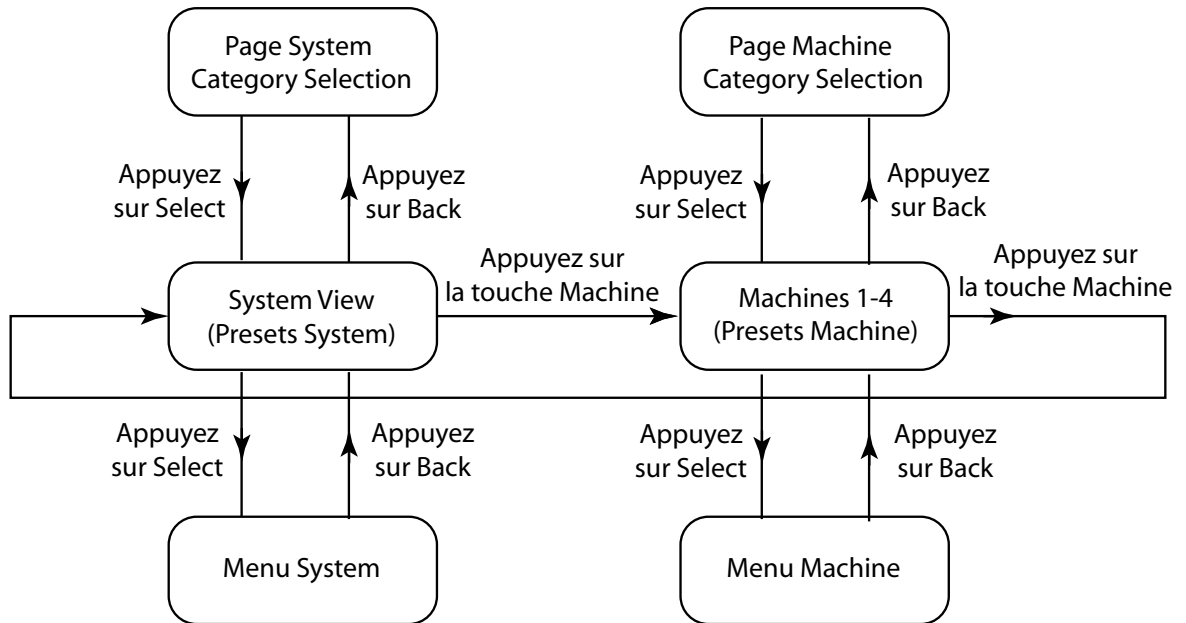 Page System
Category Selection
Page Machine
Category Selection
Appuyez
sur Select
Appuyez
sur Back
Appuyez
sur Select
Appuyez
sur Back
System View
(Presets System)
Appuyez sur
la touche Machine
Machines 1-4
(Presets Machine)
Appuyez sur
la touche Machine
Appuyez
sur Select
Appuyez
sur Back
Appuyez
sur Select
Appuyez
sur Back
Menu System
Menu Machine